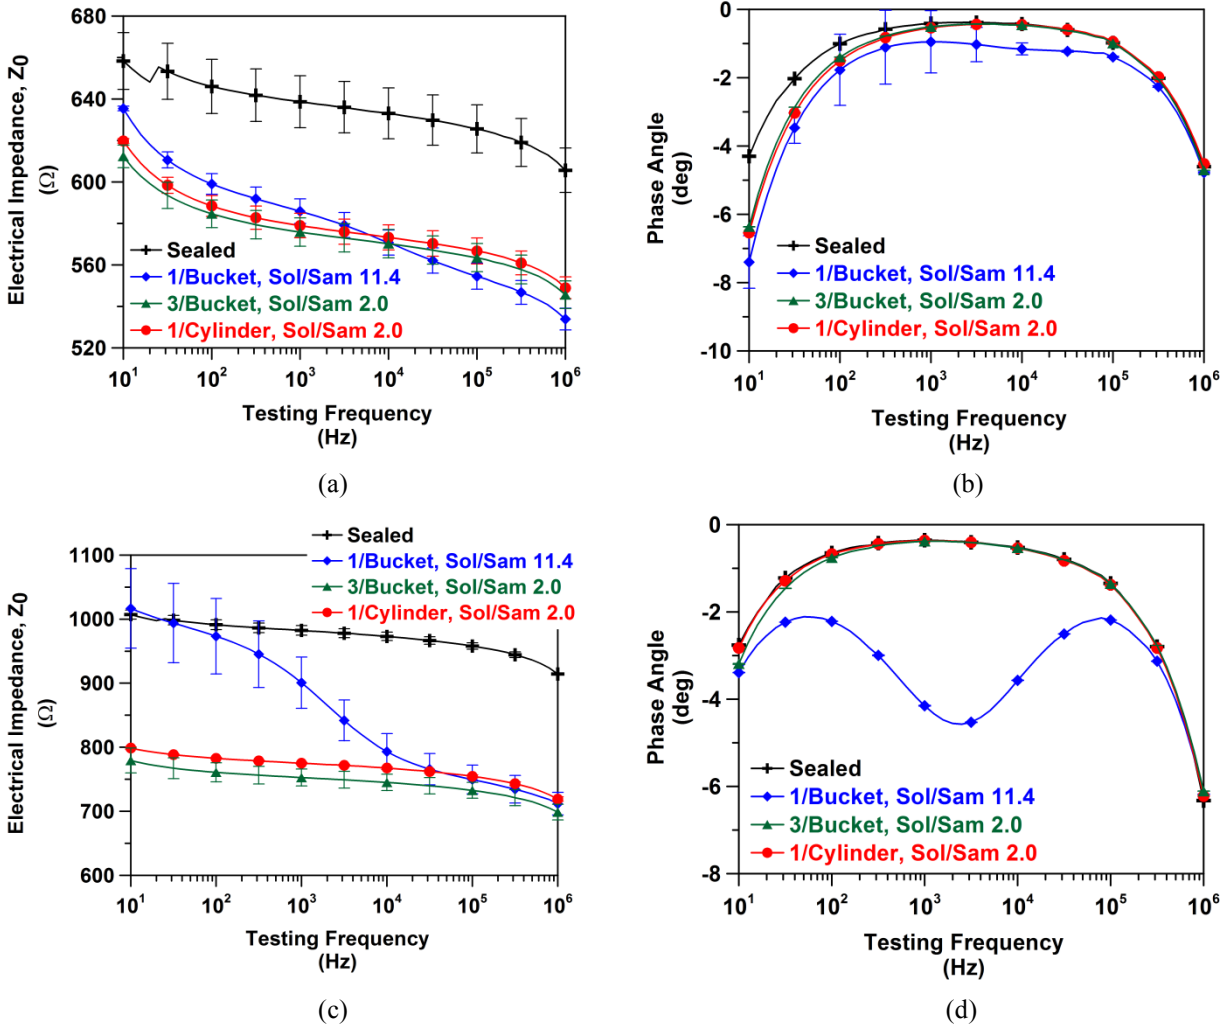 680
640
600
560
520
Electrical Impedance, Z0
(Ω)
Sealed
1/Bucket, Sol/Sam 11.4
3/Bucket, Sol/Sam 2.0
1/Cylinder, Sol/Sam 2.0
10¹ 10² 10³ 10⁴ 10⁵ 10⁶
Testing Frequency
(Hz)
(a)
0
-2
-4
-6
-8
-10
Phase Angle
(deg)
Sealed
1/Bucket, Sol/Sam 11.4
3/Bucket, Sol/Sam 2.0
1/Cylinder, Sol/Sam 2.0
10¹ 10² 10³ 10⁴ 10⁵ 10⁶
Testing Frequency
(Hz)
(b)
Sealed
1/Bucket, Sol/Sam 11.4
3/Bucket, Sol/Sam 2.0
1/Cylinder, Sol/Sam 2.0
1100
1000
900
800
700
600
Electrical Impedance, Z0
(Ω)
10¹ 10² 10³ 10⁴ 10⁵ 10⁶
Testing Frequency
(Hz)
(c)
0
-2
-4
-6
-8
Phase Angle
(deg)
Sealed
1/Bucket, Sol/Sam 11.4
3/Bucket, Sol/Sam 2.0
1/Cylinder, Sol/Sam 2.0
10¹ 10² 10³ 10⁴ 10⁵ 10⁶
Testing Frequency
(Hz)
(d)